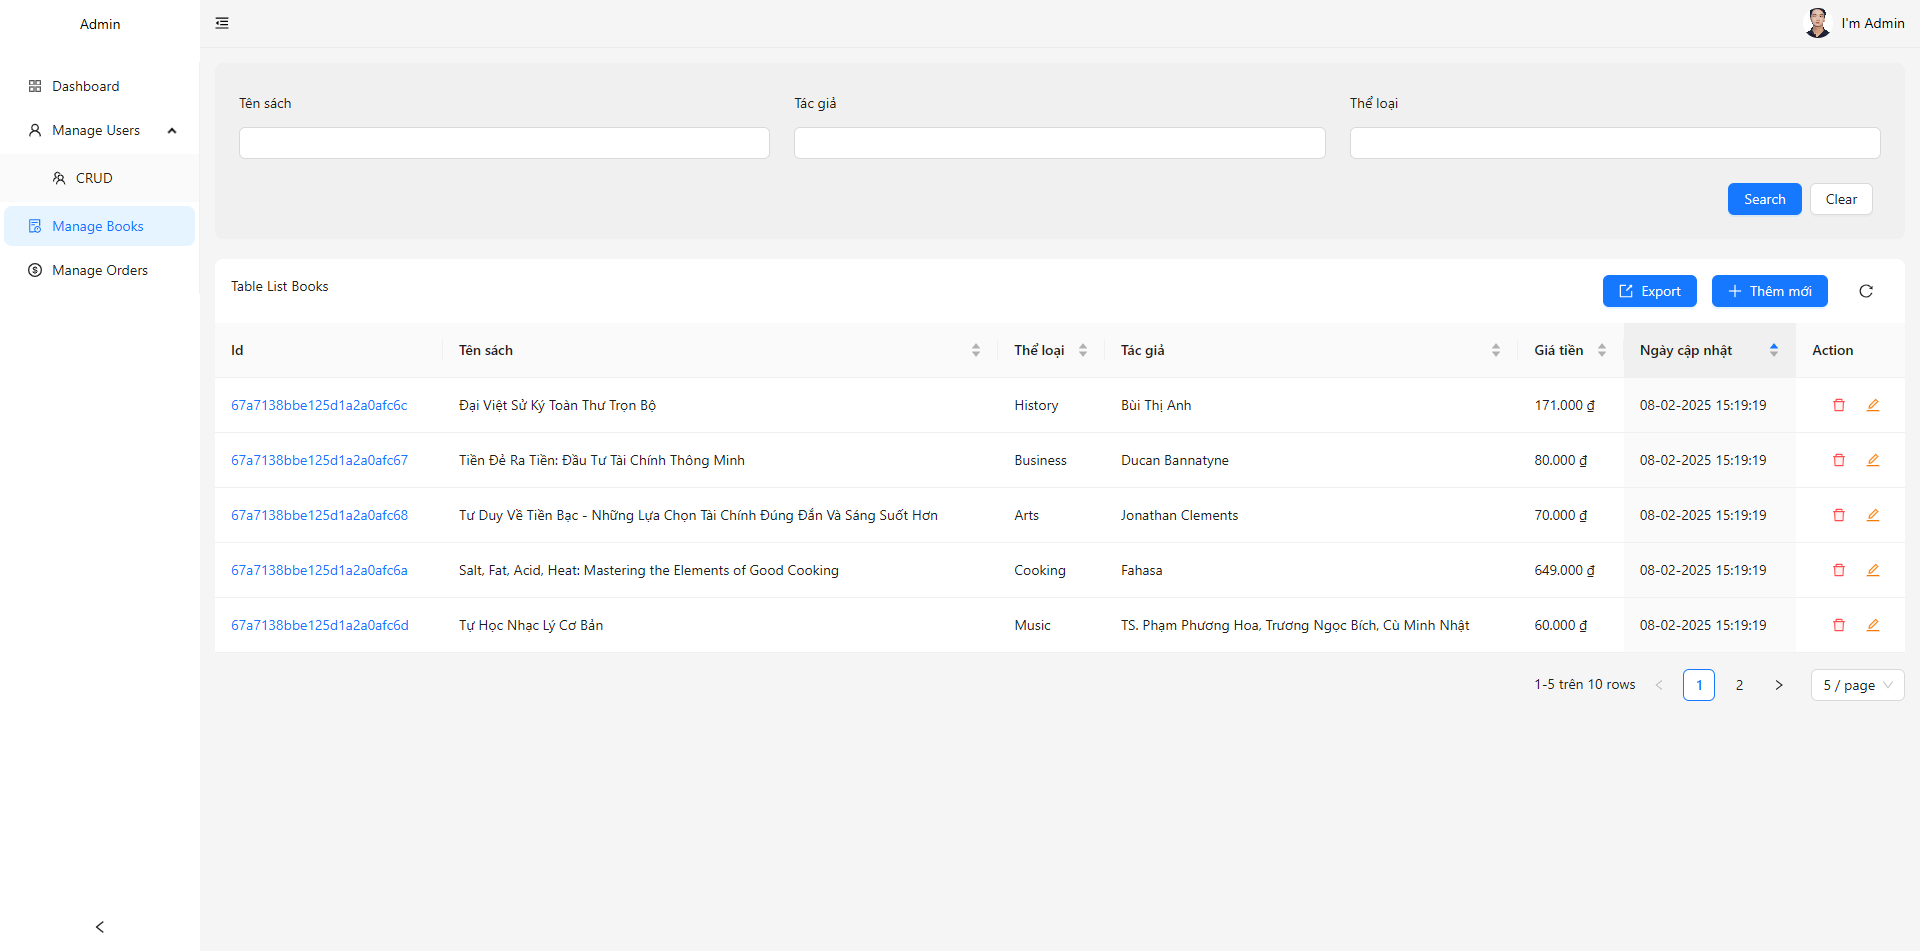 Admin
I'm Admin
Dashboard
Manage Users
CRUD
Manage Books
Manage Orders
Tên sách
Tác giả
Thể loại
Search
Clear
Table List Books
Export
Thêm mới
Id Tên sách Thể loại Tác giả Giá tiền Ngày cập nhật Action
67a7138bbe125d1a2a0afc6c Đại Việt Sử Ký Toàn Thư Trọn Bộ History Bùi Thị Anh 171.000 ₫ 08-02-2025 15:19:19
67a7138bbe125d1a2a0afc67 Tiền Đẻ Ra Tiền: Đầu Tư Tài Chính Thông Minh Business Ducan Bannatyne 80.000 ₫ 08-02-2025 15:19:19
67a7138bbe125d1a2a0afc68 Tư Duy Về Tiền Bạc - Những Lựa Chọn Tài Chính Đúng Đắn Và Sáng Suốt Hơn Arts Jonathan Clements 70.000 ₫ 08-02-2025 15:19:19
67a7138bbe125d1a2a0afc6a Salt, Fat, Acid, Heat: Mastering the Elements of Good Cooking Cooking Fahasa 649.000 ₫ 08-02-2025 15:19:19
67a7138bbe125d1a2a0afc6d Tự Học Nhạc Lý Cơ Bản Music TS. Phạm Phương Hoa, Trương Ngọc Bích, Cù Minh Nhật 60.000 ₫ 08-02-2025 15:19:19
1-5 trên 10 rows 1 2 5 / page